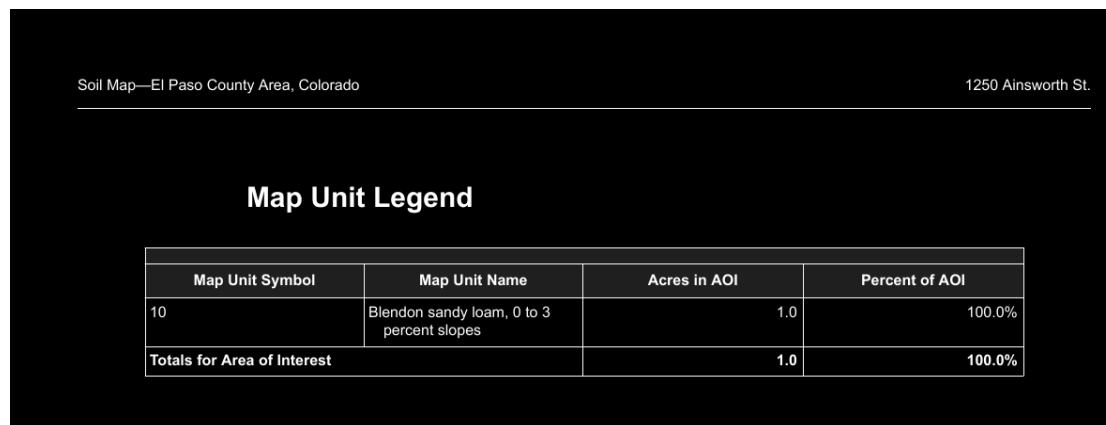 Soil Map—El Paso County Area, Colorado 1250 Ainsworth St.
Map Unit Legend
Map Unit Symbol Map Unit Name Acres in AOI Percent of AOI
10 Blendon sandy loam, 0 to 3 1.0 100.0%
percent slopes
Totals for Area of Interest 1.0 100.0%